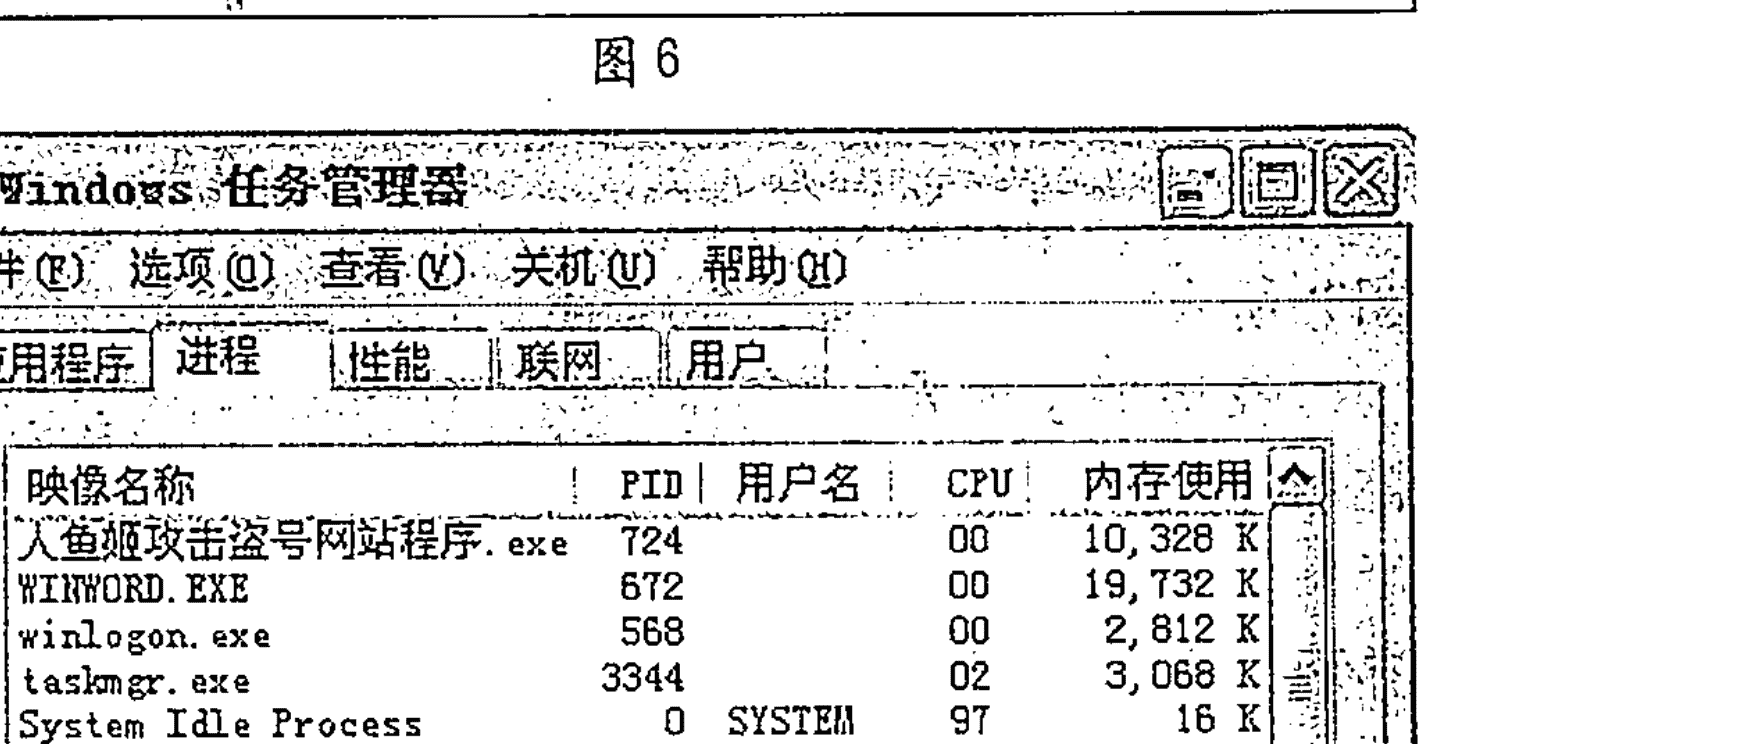 图 6
Windows 任务管理器
件(F) 选项(O) 查看(V) 关机(U) 帮助(H)
应用程序 进程 性能 联网 用户
映像名称 PID 用户名 CPU 内存使用
人鱼姬攻击盗号网站程序.exe 724 00 10,328 K
WINWORD.EXE 672 00 19,732 K
winlogon.exe 568 00 2,812 K
taskmgr.exe 3344 02 3,068 K
System Idle Process 0 SYSTEM 97 16 K